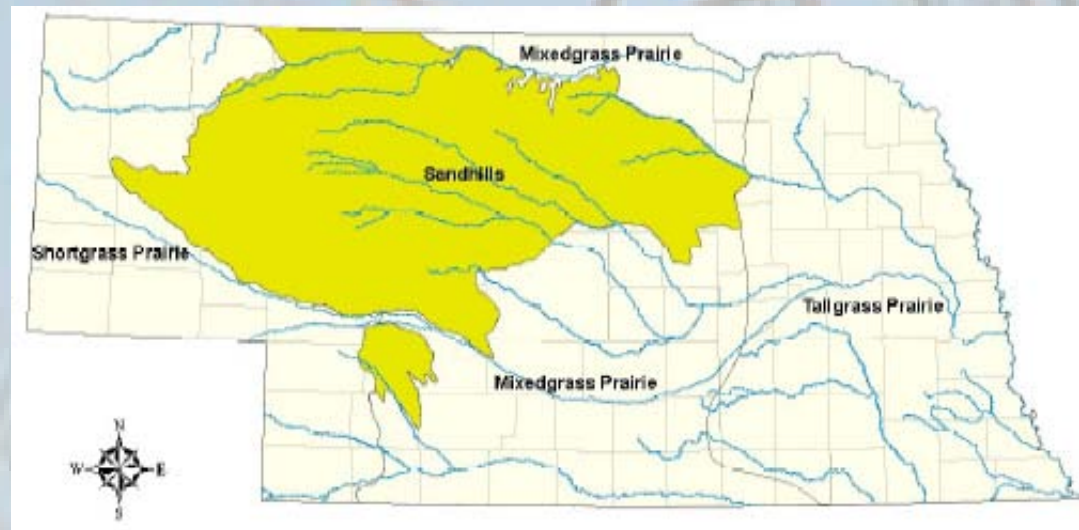 Mixedgrass Prairie
Sandhills
Shortgrass Prairie
Tallgrass Prairie
Mixedgrass Prairie
N
W E
S